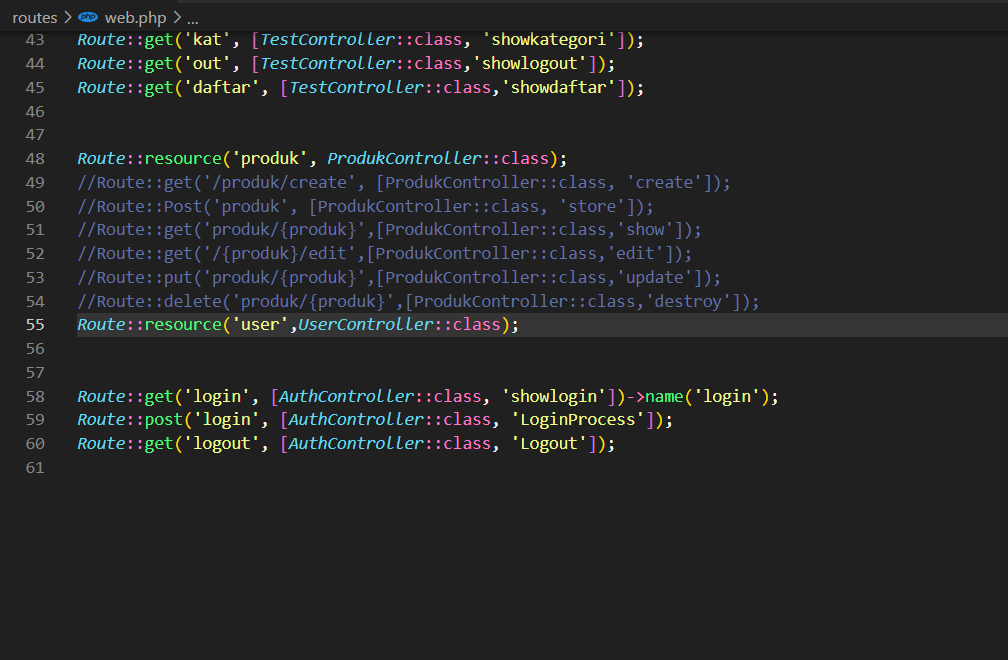 routes > php web.php > ...
43 Route::get('kat', [TestController::class, 'showkategori']);
44 Route::get('out', [TestController::class,'showlogout']);
45 Route::get('daftar', [TestController::class,'showdaftar']);
46
47
48 Route::resource('produk', ProdukController::class);
49 //Route::get('/produk/create', [ProdukController::class, 'create']);
50 //Route::Post('produk', [ProdukController::class, 'store']);
51 //Route::get('produk/{produk}',[ProdukController::class,'show']);
52 //Route::get('/{produk}/edit',[ProdukController::class,'edit']);
53 //Route::put('produk/{produk}',[ProdukController::class,'update']);
54 //Route::delete('produk/{produk}',[ProdukController::class,'destroy']);
55 Route::resource('user',UserController::class);
56
57
58 Route::get('login', [AuthController::class, 'showlogin'])->name('login');
59 Route::post('login', [AuthController::class, 'LoginProcess']);
60 Route::get('logout', [AuthController::class, 'Logout']);
61